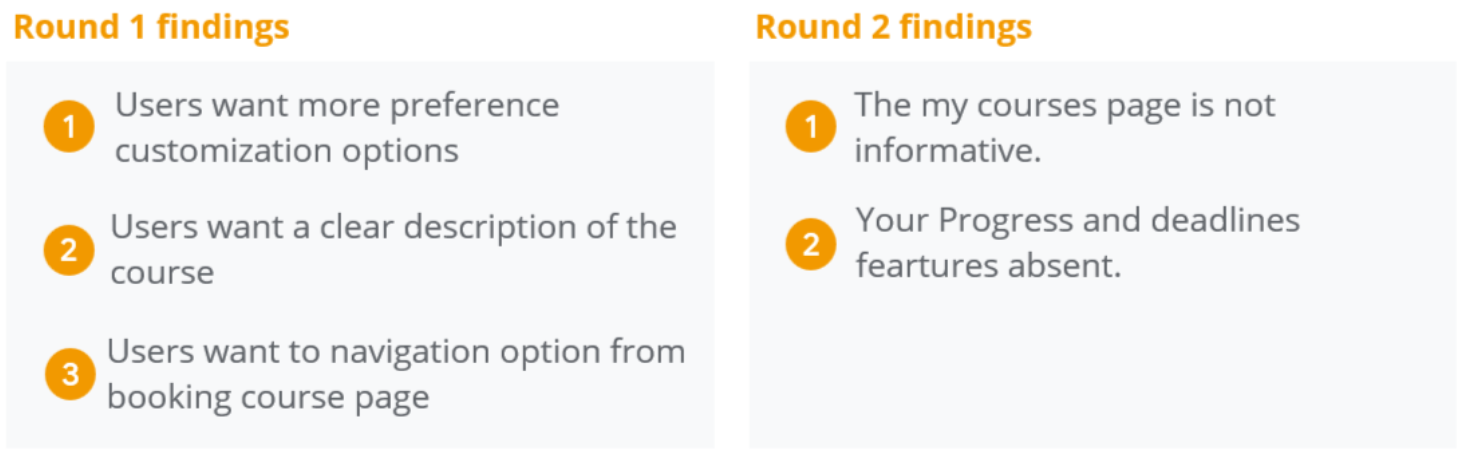 Round 1 findings
1 Users want more preference
customization options
2 Users want a clear description of the
course
3 Users want to navigation option from
booking course page
Round 2 findings
1 The my courses page is not
informative.
2 Your Progress and deadlines
feartures absent.